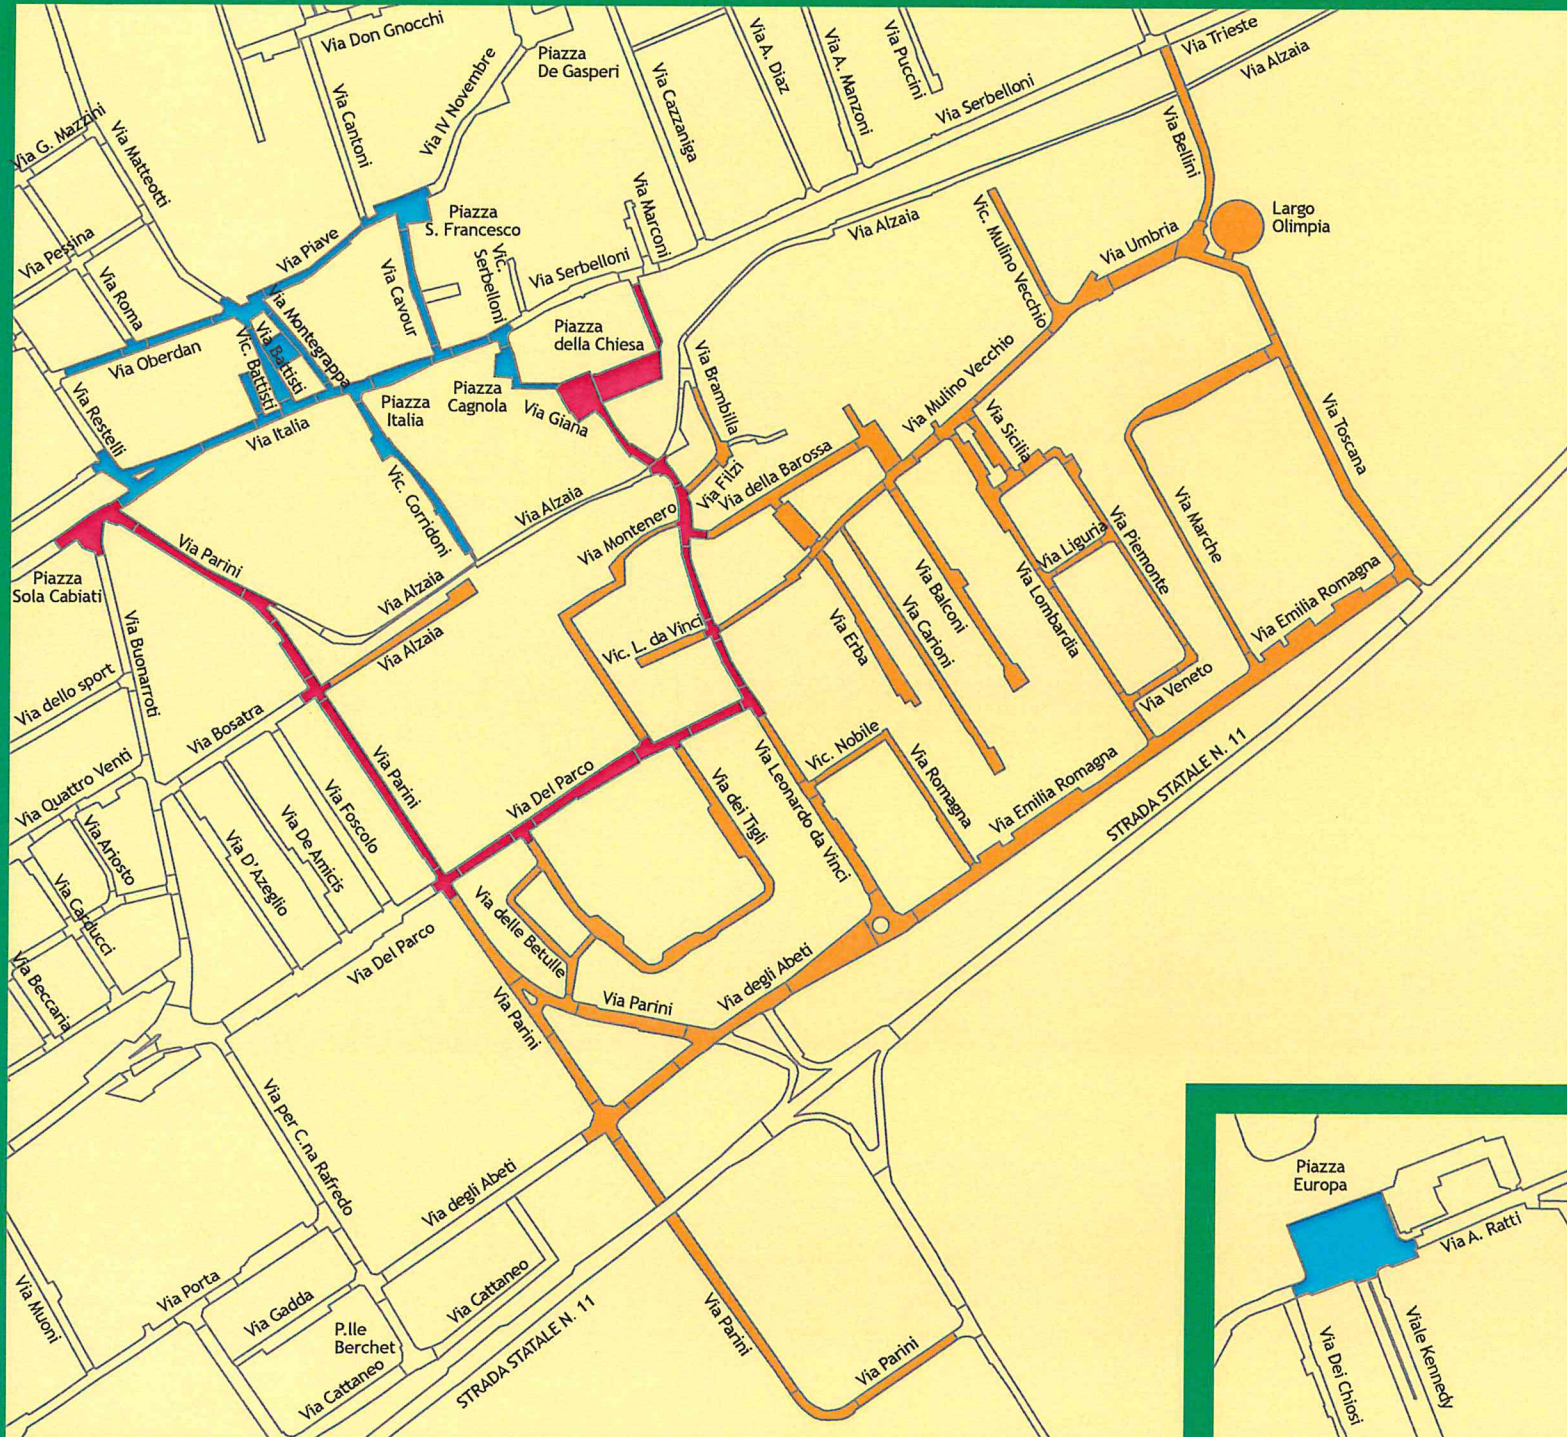 Via Don Gnocchi
Via Cantoni
Via IV Novembre
Piazza
De Gasperi
Via Cazzaniga
Via A. Diaz
Via A. Manzoni
Via Puccini
Via Serbelloni
Via Trieste
Via Alzaia
Via G. Mazzini
Via Matteotti
Via Bellini
Largo
Olimpia
Via Pessina
Via Roma
Via Piave
Piazza
S. Francesco
Via Cavour
Vic.
Serbelloni
Via Serbelloni
Via Marconi
Via Alzaia
Vic. Mulino Vecchio
Via Umbria
Via Oberdan
Via Montegrappa
Via Battisti
Vic. Battisti
Piazza
della Chiesa
Via Restelli
Via Italia
Piazza
Italia
Piazza
Cagnola
Via Giana
Via Brambilla
Via Mulino Vecchio
Via Sicilia
Via Toscana
Vic. Corridoni
Via Alzaia
Via Filzi
Via della Barossa
Via Montenero
Via Marche
Via Piemonte
Via Liguria
Via Lombardia
Piazza
Sola Cabiati
Via Parini
Via Alzaia
Via Alzaia
Vic. L. da Vinci
Via Erba
Via Carioni
Via Balconi
Via Emilia Romagna
Via Veneto
Via Buonarroti
Via dello sport
Via Bosatra
Via Quattro Venti
Via Parini
Via Foscolo
Via De Amicis
Via D'Azeglio
Via Ariosto
Via Carducci
Via Beccaria
Via Del Parco
Via dei Tigli
Via Leonardo da Vinci
Vic. Nobile
Via Romagna
Via Emilia Romagna
STRADA STATALE N. 11
Via Del Parco
Via delle Betulle
Via Parini
Via Parini
Via degli Abeti
Via per C.na Rafredo
Via degli Abeti
Via Muoni
Via Porta
Via Gadda
P.lle
Berchet
Via Cattaneo
Via Cattaneo
STRADA STATALE N. 11
Via Parini
Via Parini
Piazza
Europa
Via A. Ratti
Via Dei Chiosi
Viale Kennedy